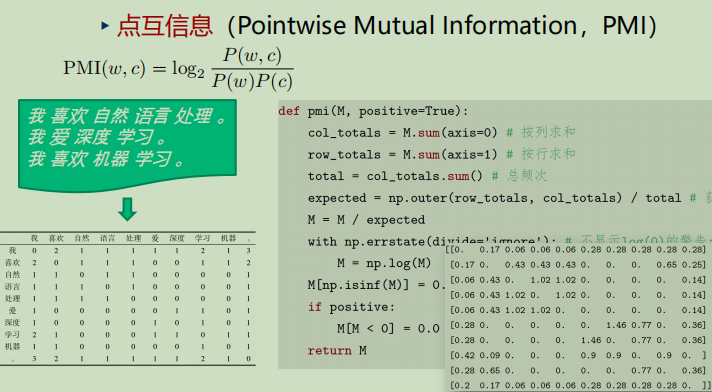 ▸ 点互信息（Pointwise Mutual Information，PMI）
PMI(w, c) = log₂ P(w, c) / P(w)P(c)
我 喜欢 自然 语言 处理 。
我 爱 深度 学习 。
我 喜欢 机器 学习 。
我 喜欢 自然 语言 处理 爱 深度 学习 机器 。
我 0 2 1 1 1 1 1 2 1 3
喜欢 2 0 1 1 1 0 0 1 1 2
自然 1 1 0 1 1 0 0 0 0 1
语言 1 1 1 0 1 0 0 0 0 1
处理 1 1 1 1 0 0 0 0 0 1
爱 1 0 0 0 0 0 1 1 0 1
深度 1 0 0 0 0 1 0 1 0 1
学习 2 1 0 0 0 1 1 0 1 1
机器 1 1 0 0 0 0 0 1 0 1
。 3 2 1 1 1 1 1 2 1 0
def pmi(M, positive=True):
col_totals = M.sum(axis=0) # 按列求和
row_totals = M.sum(axis=1) # 按行求和
total = col_totals.sum() # 总频次
expected = np.outer(row_totals, col_totals) / total #
M = M / expected
with np.errstate(divide='ignore'): # 不显示log(0)的警告:
M = np.log(M)
M[np.isinf(M)] = 0.
if positive:
M[M < 0] = 0.0
return M
[[0. 0.17 0.06 0.06 0.06 0.28 0.28 0.28 0.28 0.28]
[0.17 0. 0.43 0.43 0.43 0. 0. 0. 0.65 0.25]
[0.06 0.43 0. 1.02 1.02 0. 0. 0. 0. 0.14]
[0.06 0.43 1.02 0. 1.02 0. 0. 0. 0. 0.14]
[0.06 0.43 1.02 1.02 0. 0. 0. 0. 0. 0.14]
[0.28 0. 0. 0. 0. 0. 1.46 0.77 0. 0.36]
[0.28 0. 0. 0. 0. 1.46 0. 0.77 0. 0.36]
[0.42 0.09 0. 0. 0. 0.9 0.9 0. 0.9 0. ]
[0.28 0.65 0. 0. 0. 0. 0. 0.77 0. 0.36]
[0.2 0.17 0.06 0.06 0.06 0.28 0.28 0.28 0.28 0. ]]